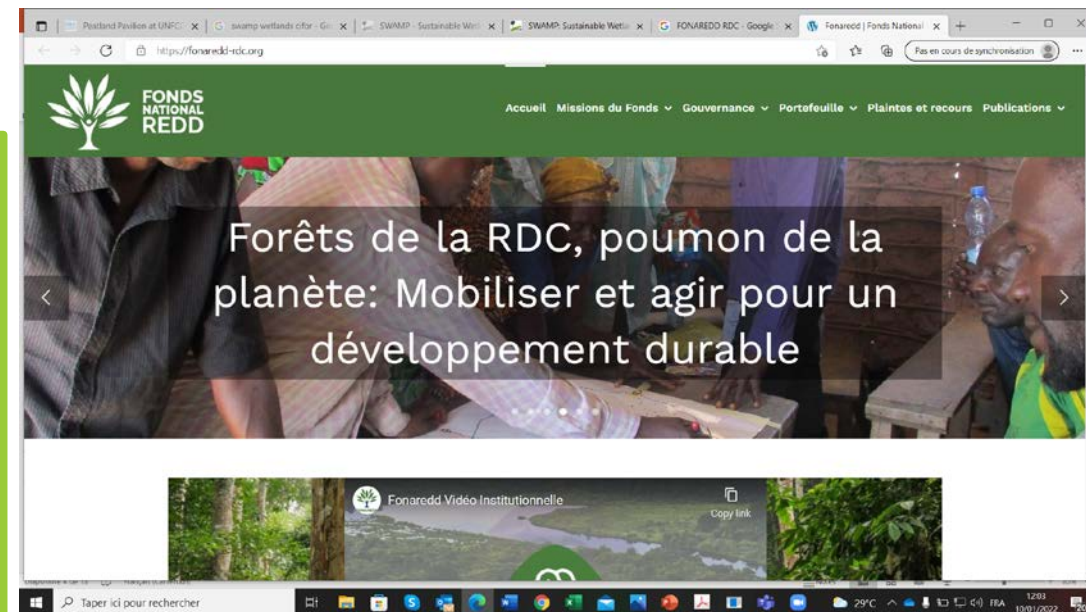 Peatland Pavilion at UNFCC
swamp wetlands cifor - Go
SWAMP - Sustainable Wetl
SWAMP: Sustainable Wetla
FONAREDO RDC - Google
Fonaredd | Fonds National
https://fonaredd-rdc.org
Pas en cours de synchronisation
FONDS
NATIONAL
REDD
Accueil Missions du Fonds Gouvernance Portefeuille Plaintes et recours Publications
Forêts de la RDC, poumon de la
planète: Mobiliser et agir pour un
développement durable
Fonaredd Vidéo Institutionnelle
Copy link
Taper ici pour rechercher
29°C
FRA
12:03
10/01/2022